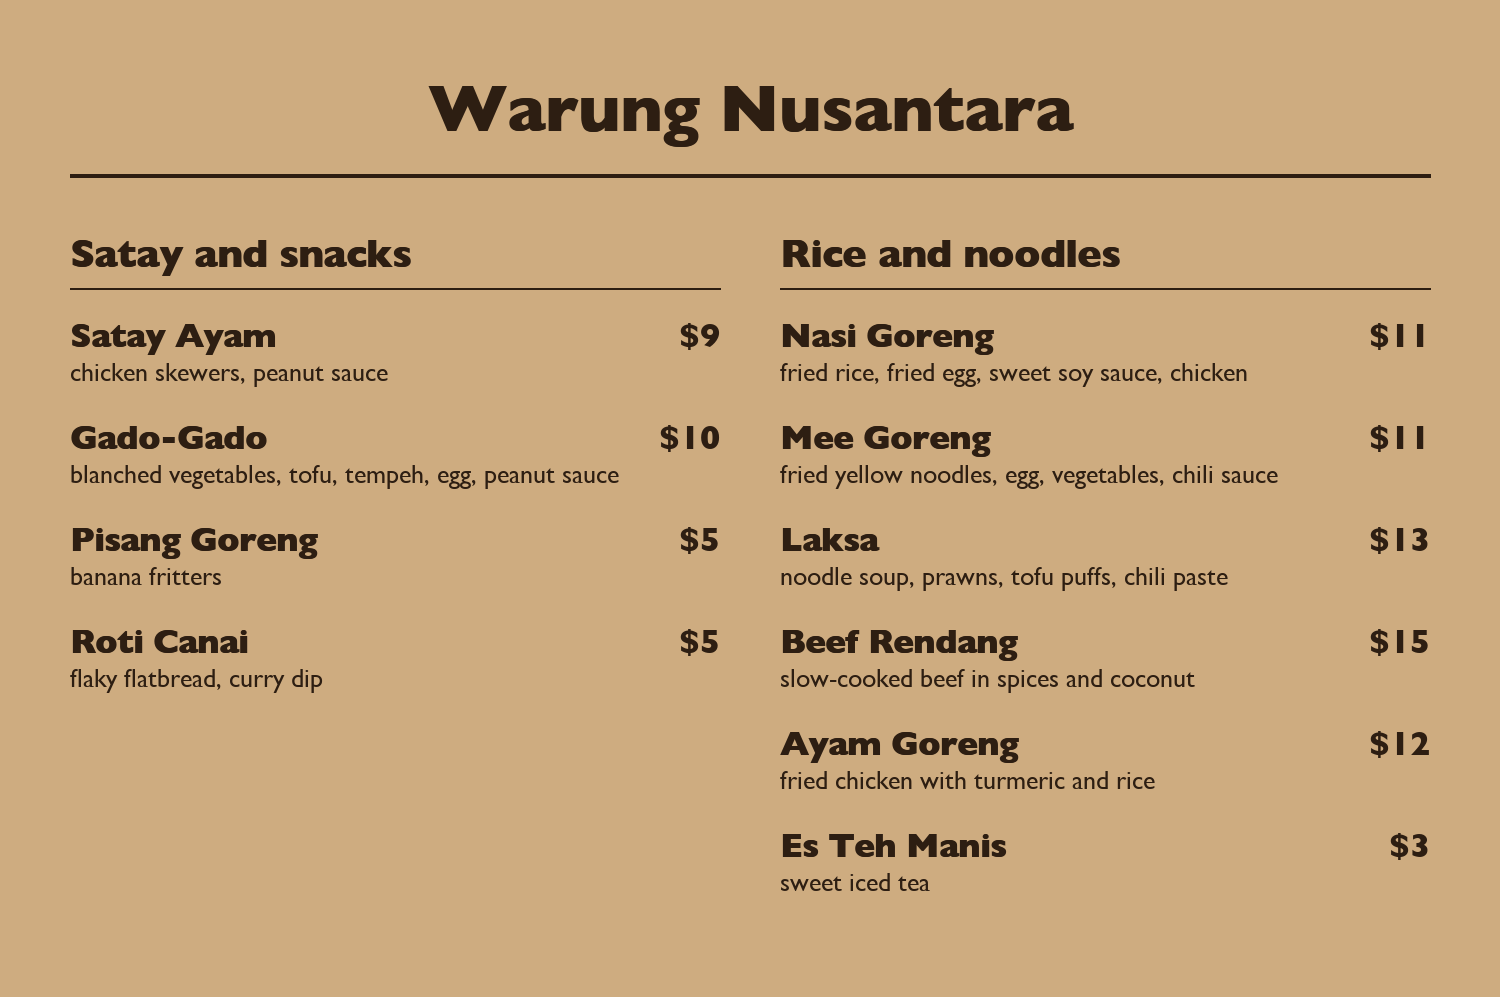 Warung Nusantara
Satay and snacks
Satay Ayam $9
chicken skewers, peanut sauce
Gado-Gado $10
blanched vegetables, tofu, tempeh, egg, peanut sauce
Pisang Goreng $5
banana fritters
Roti Canai $5
flaky flatbread, curry dip
Rice and noodles
Nasi Goreng $11
fried rice, fried egg, sweet soy sauce, chicken
Mee Goreng $11
fried yellow noodles, egg, vegetables, chili sauce
Laksa $13
noodle soup, prawns, tofu puffs, chili paste
Beef Rendang $15
slow-cooked beef in spices and coconut
Ayam Goreng $12
fried chicken with turmeric and rice
Es Teh Manis $3
sweet iced tea